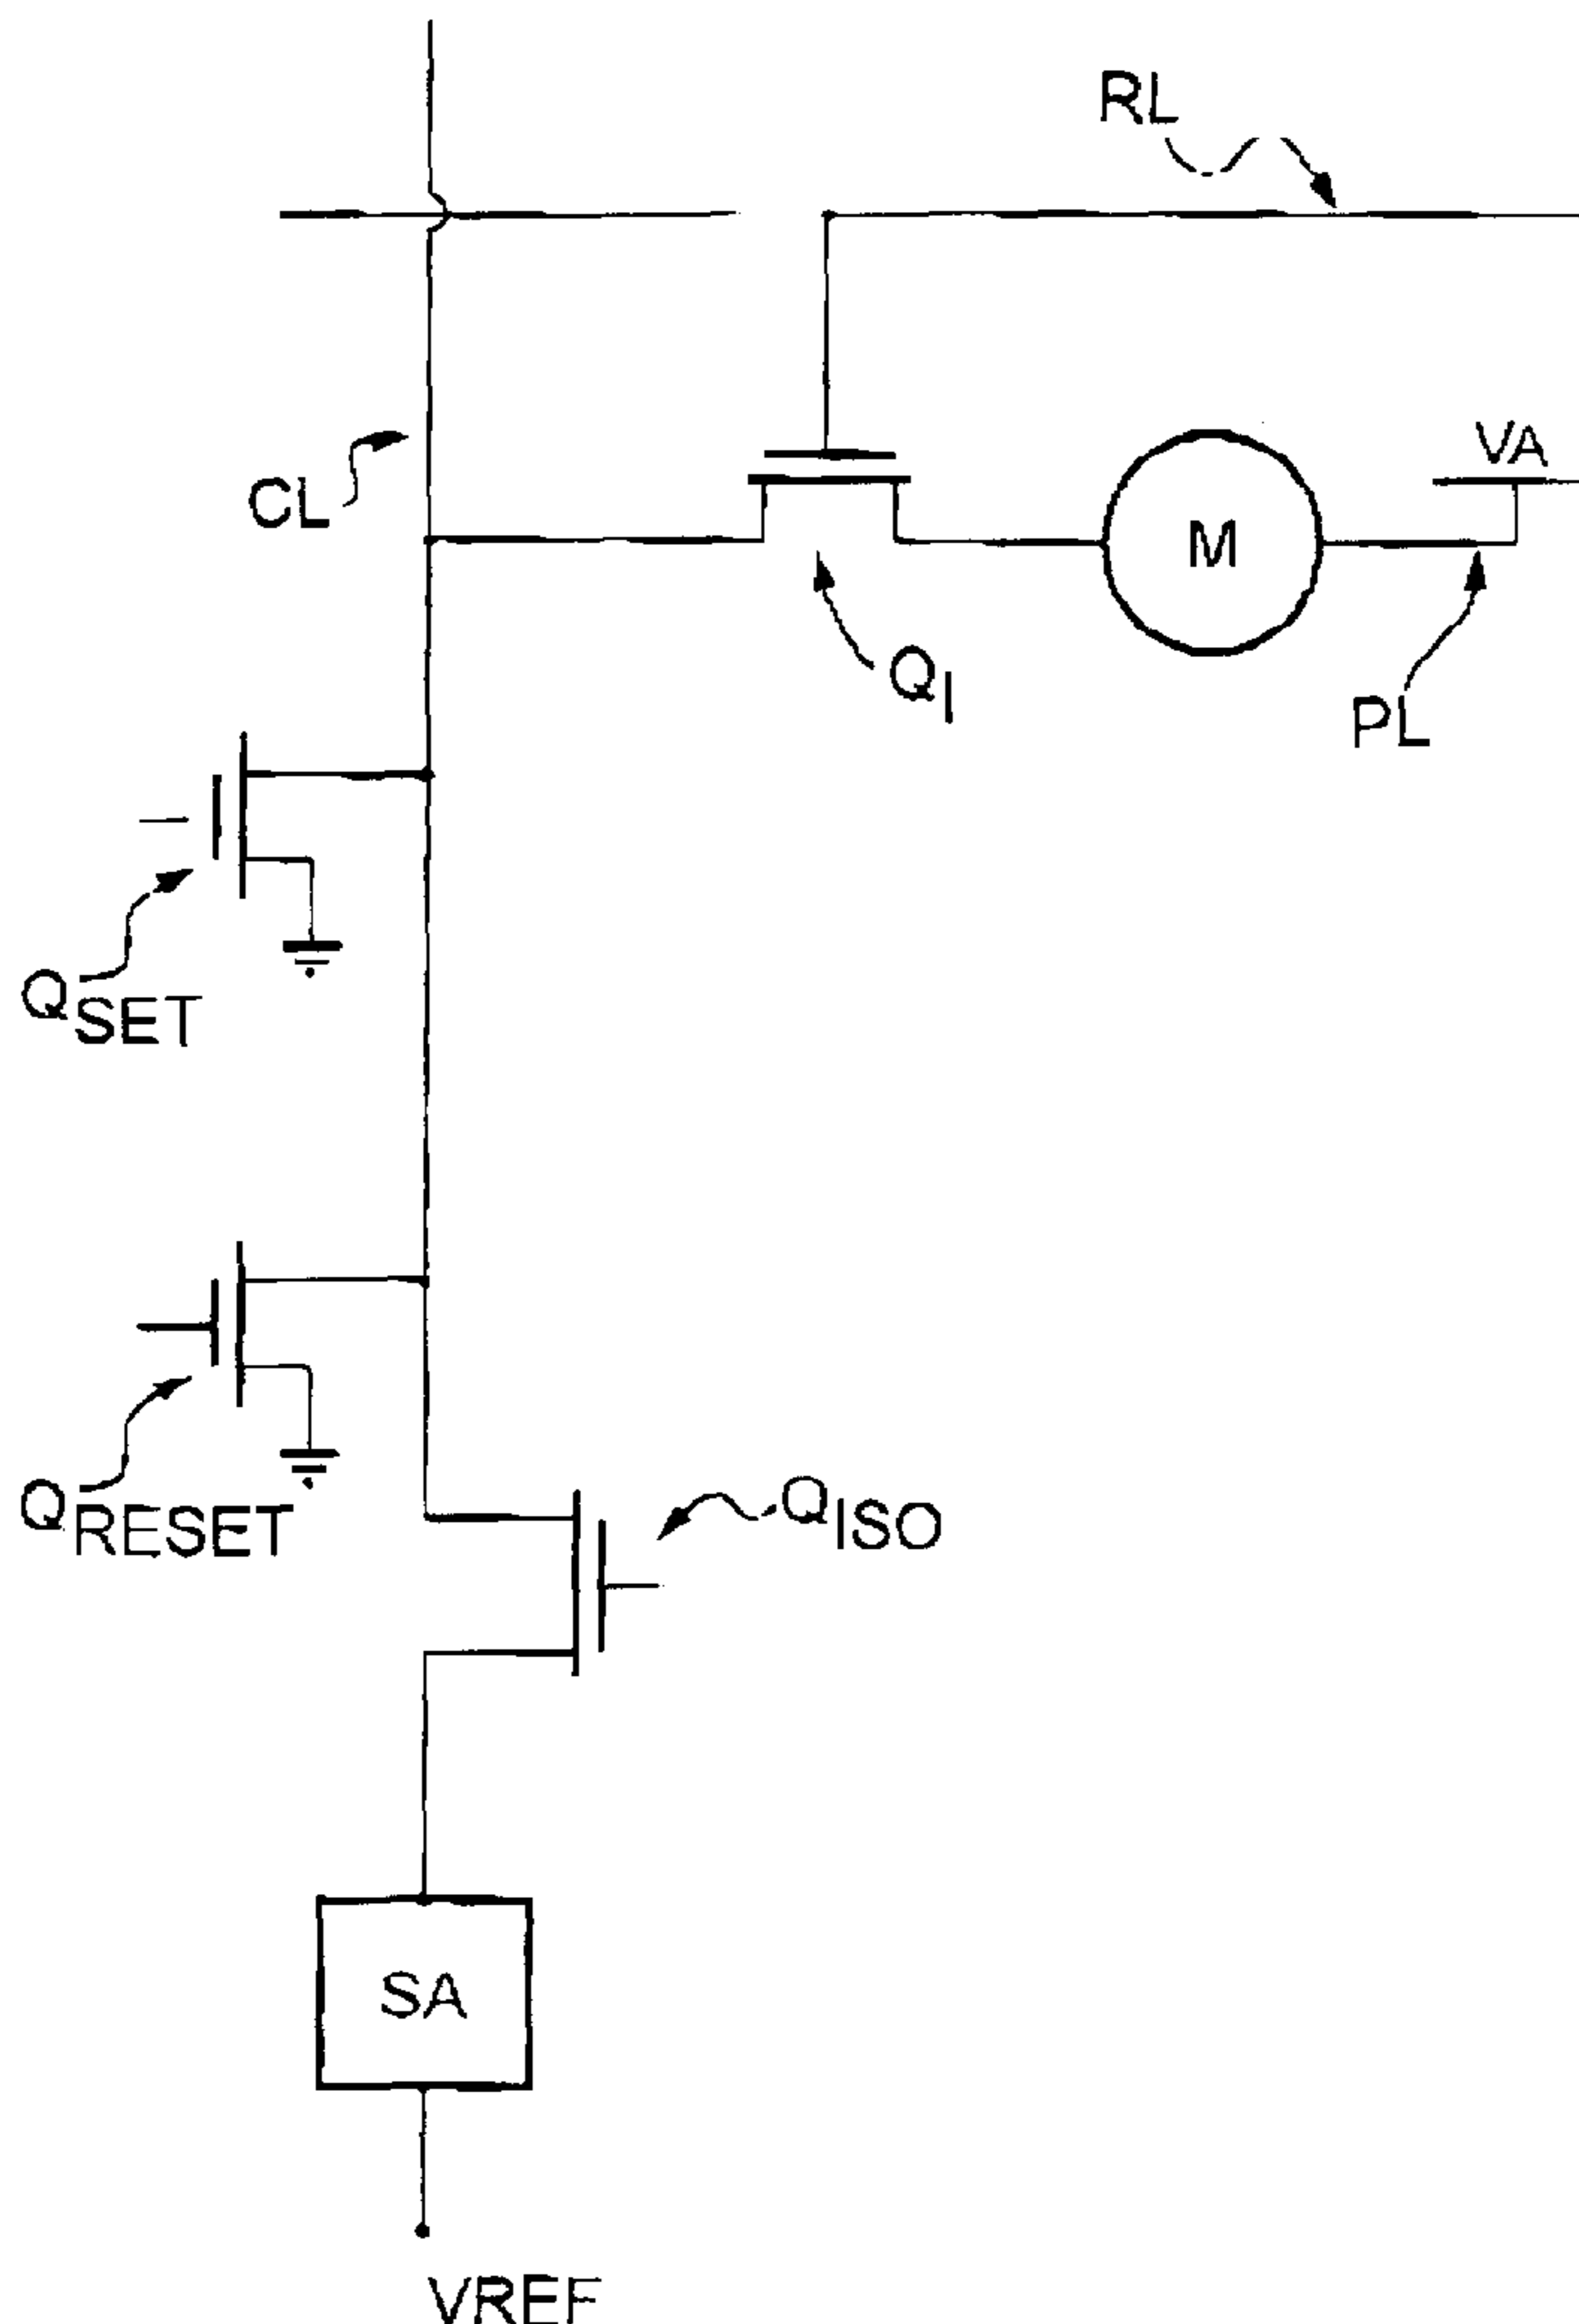 RL
VA
CL
M
QI
PL
QSET
QRESET
QISO
SA
VREF